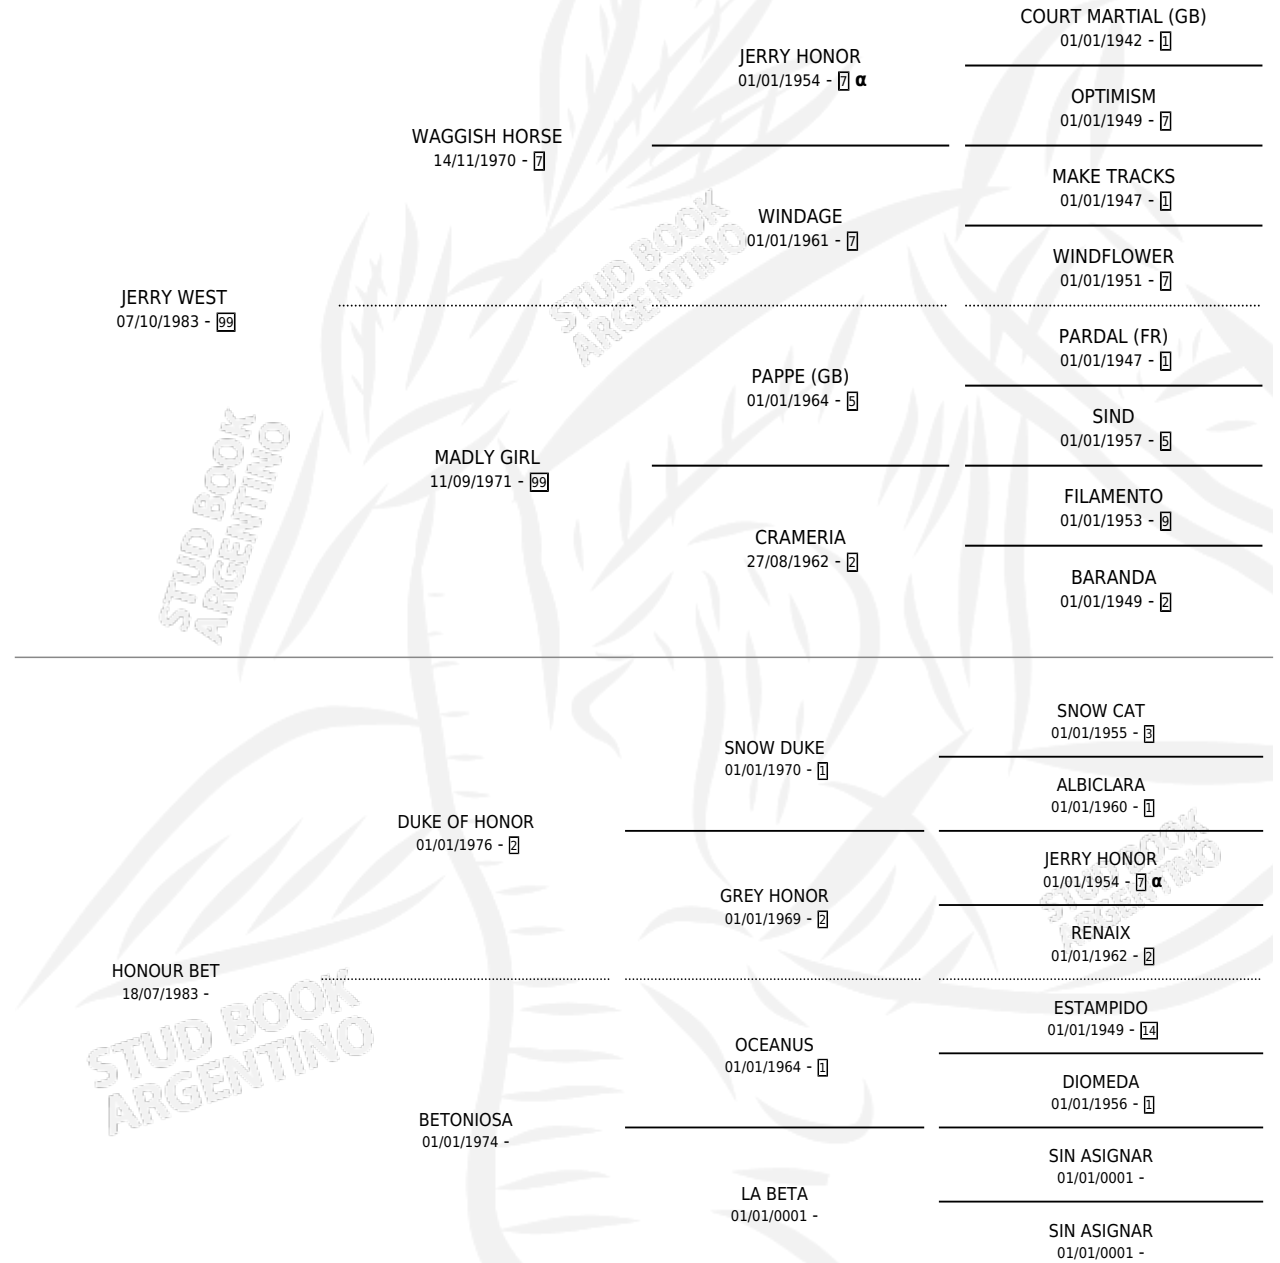 COURT MARTIAL (GB)
01/01/1942 - 1
JERRY HONOR
01/01/1954 - 7 α
OPTIMISM
01/01/1949 - 7
WAGGISH HORSE
14/11/1970 - 7
MAKE TRACKS
01/01/1947 - 1
WINDAGE
01/01/1961 - 7
WINDFLOWER
01/01/1951 - 7
STUD BOOK
ARGENTINO
JERRY WEST
07/10/1983 - 99
PARDAL (FR)
01/01/1947 - 1
PAPPE (GB)
01/01/1964 - 5
SIND
01/01/1957 - 5
MADLY GIRL
11/09/1971 - 99
FILAMENTO
01/01/1953 - 9
CRAMERIA
27/08/1962 - 2
BARANDA
01/01/1949 - 2
STUD BOOK
ARGENTINO
SNOW CAT
01/01/1955 - 3
SNOW DUKE
01/01/1970 - 1
ALBICLARA
01/01/1960 - 1
DUKE OF HONOR
01/01/1976 - 2
JERRY HONOR
01/01/1954 - 7 α
GREY HONOR
01/01/1969 - 2
RENAIX
01/01/1962 - 2
STUD BOOK
ARGENTINO
HONOUR BET
18/07/1983 -
ESTAMPIDO
01/01/1949 - 14
OCEANUS
01/01/1964 - 1
DIOMEDA
01/01/1956 - 1
STUD BOOK
ARGENTINO
BETONIOSA
01/01/1974 -
SIN ASIGNAR
01/01/0001 -
LA BETA
01/01/0001 -
SIN ASIGNAR
01/01/0001 -